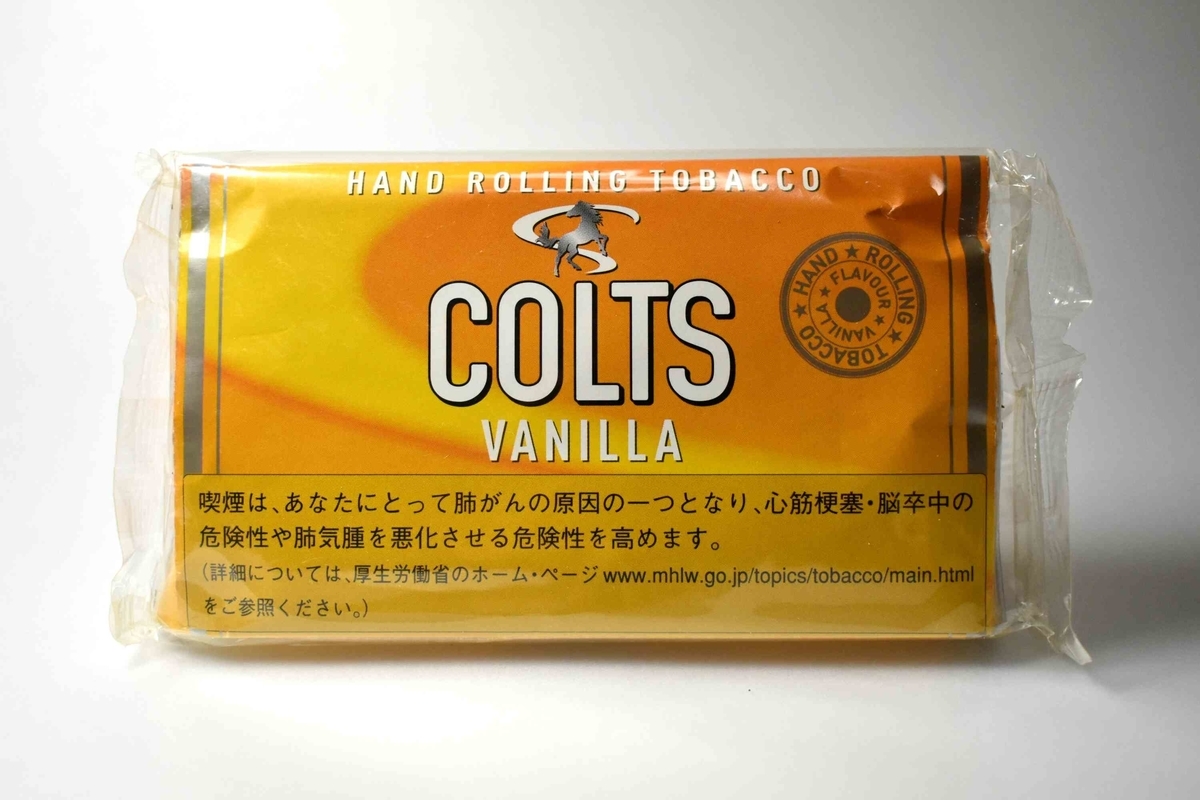 HAND ROLLING TOBACCO
COLTS
VANILLA
HAND ★ ROLLING ★ TOBACCO ★
FLAVOUR ★ VANILLA ★
喫煙は、あなたにとって肺がんの原因の一つとなり、心筋梗塞・脳卒中の
危険性や肺気腫を悪化させる危険性を高めます。
(詳細については、厚生労働省のホーム・ページ www.mhlw.go.jp/topics/tobacco/main.html
をご参照ください。)